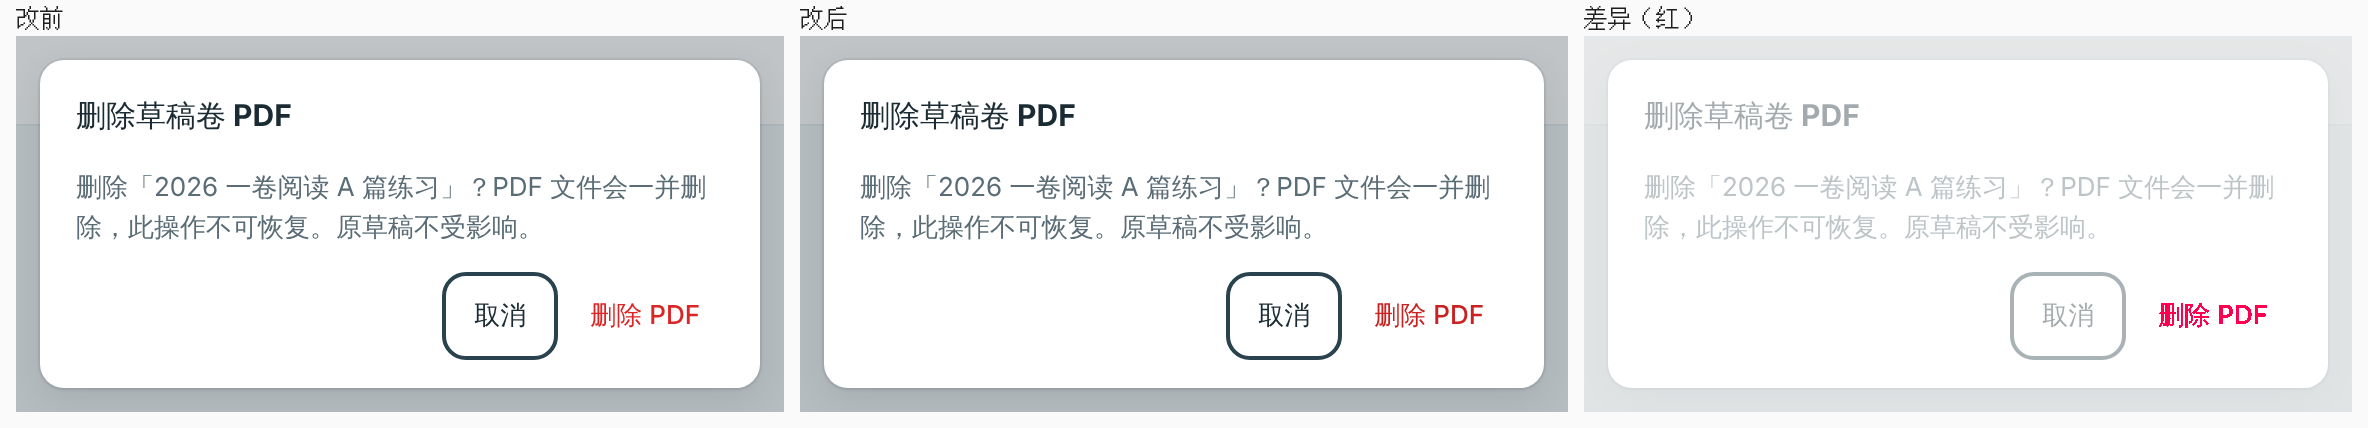 改前
删除草稿卷 PDF
删除「2026 一卷阅读 A 篇练习」？PDF 文件会一并删
除，此操作不可恢复。原草稿不受影响。
取消 删除 PDF
改后
删除草稿卷 PDF
删除「2026 一卷阅读 A 篇练习」？PDF 文件会一并删
除，此操作不可恢复。原草稿不受影响。
取消 删除 PDF
差异（红）
删除草稿卷 PDF
删除「2026 一卷阅读 A 篇练习」？PDF 文件会一并删
除，此操作不可恢复。原草稿不受影响。
取消 删除 PDF